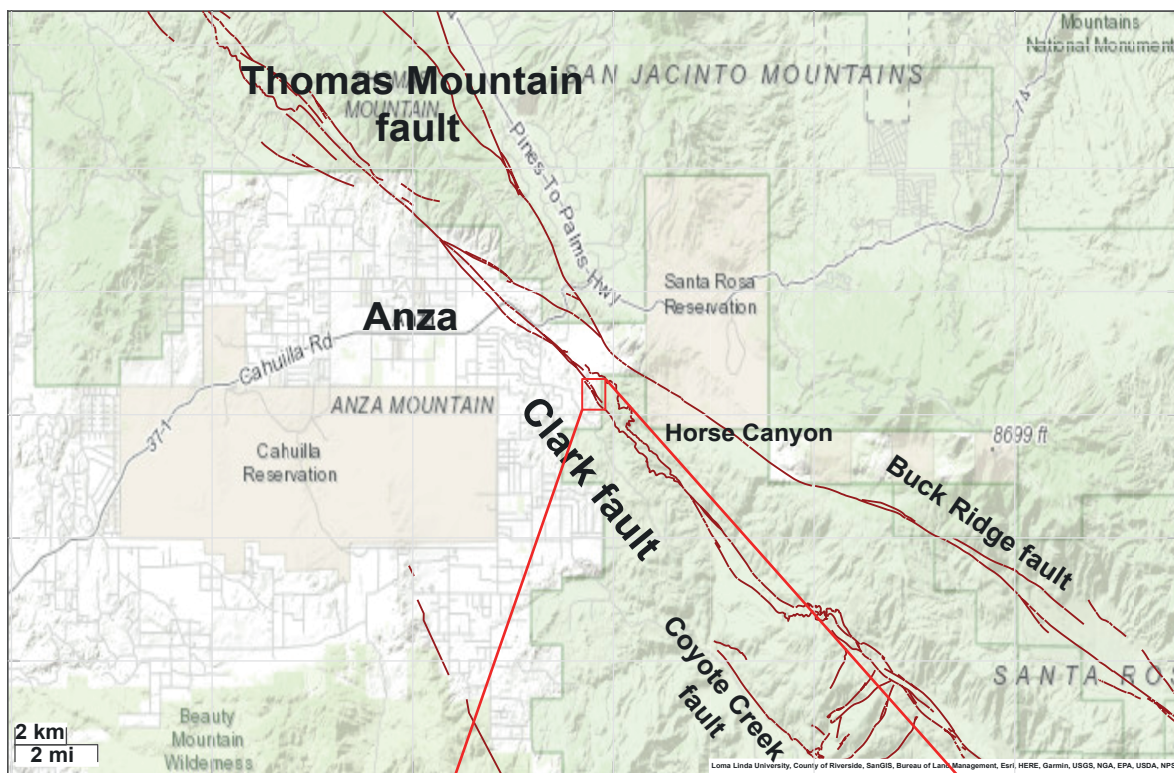 Mountains
National Monument
Thomas Mountain
fault
MOUNTAIN
SAN JACINTO MOUNTAINS
74
Pines-To-Palms-Hwy
Santa Rosa
Reservation
Anza
Cahuilla-Rd
371
ANZA MOUNTAIN
Cahuilla
Reservation
Clark fault
Horse Canyon
8699 ft
Buck Ridge fault
Coyote Creek
fault
SANTA ROS
Beauty
Mountain
Wilderness
2 km
2 mi
Loma Linda University, County of Riverside, SanGIS, Bureau of Land Management, Esri, HERE, Garmin, USGS, NGA, EPA, USDA, NPS